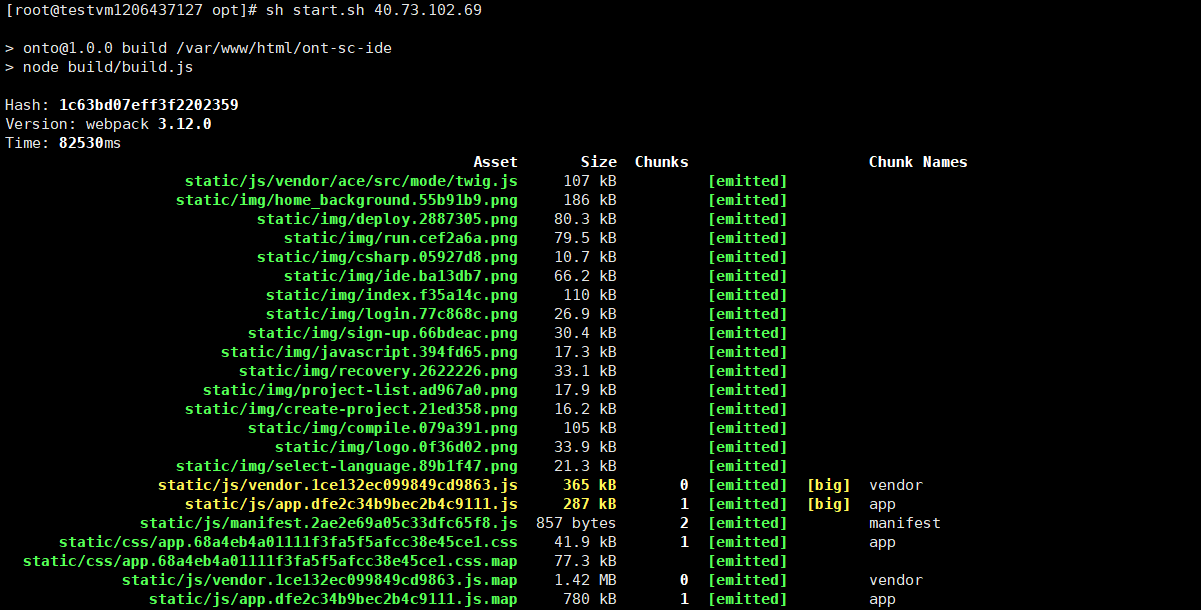 [root@testvm1206437127 opt]# sh start.sh 40.73.102.69
> onto@1.0.0 build /var/www/html/ont-sc-ide
> node build/build.js
Hash: 1c63bd07eff3f2202359
Version: webpack 3.12.0
Time: 82530ms
Asset Size Chunks Chunk Names
static/js/vendor/ace/src/mode/twig.js 107 kB [emitted]
static/img/home_background.55b91b9.png 186 kB [emitted]
static/img/deploy.2887305.png 80.3 kB [emitted]
static/img/run.cef2a6a.png 79.5 kB [emitted]
static/img/csharp.05927d8.png 10.7 kB [emitted]
static/img/ide.ba13db7.png 66.2 kB [emitted]
static/img/index.f35a14c.png 110 kB [emitted]
static/img/login.77c868c.png 26.9 kB [emitted]
static/img/sign-up.66bdeac.png 30.4 kB [emitted]
static/img/javascript.394fd65.png 17.3 kB [emitted]
static/img/recovery.2622226.png 33.1 kB [emitted]
static/img/project-list.ad967a0.png 17.9 kB [emitted]
static/img/create-project.21ed358.png 16.2 kB [emitted]
static/img/compile.079a391.png 105 kB [emitted]
static/img/logo.0f36d02.png 33.9 kB [emitted]
static/img/select-language.89b1f47.png 21.3 kB [emitted]
static/js/vendor.1ce132ec099849cd9863.js 365 kB 0 [emitted] [big] vendor
static/js/app.dfe2c34b9bec2b4c9111.js 287 kB 1 [emitted] [big] app
static/js/manifest.2ae2e69a05c33dfc65f8.js 857 bytes 2 [emitted] manifest
static/css/app.68a4eb4a01111f3fa5f5afcc38e45ce1.css 41.9 kB 1 [emitted] app
static/css/app.68a4eb4a01111f3fa5f5afcc38e45ce1.css.map 77.3 kB [emitted]
static/js/vendor.1ce132ec099849cd9863.js.map 1.42 MB 0 [emitted] vendor
static/js/app.dfe2c34b9bec2b4c9111.js.map 780 kB 1 [emitted] app